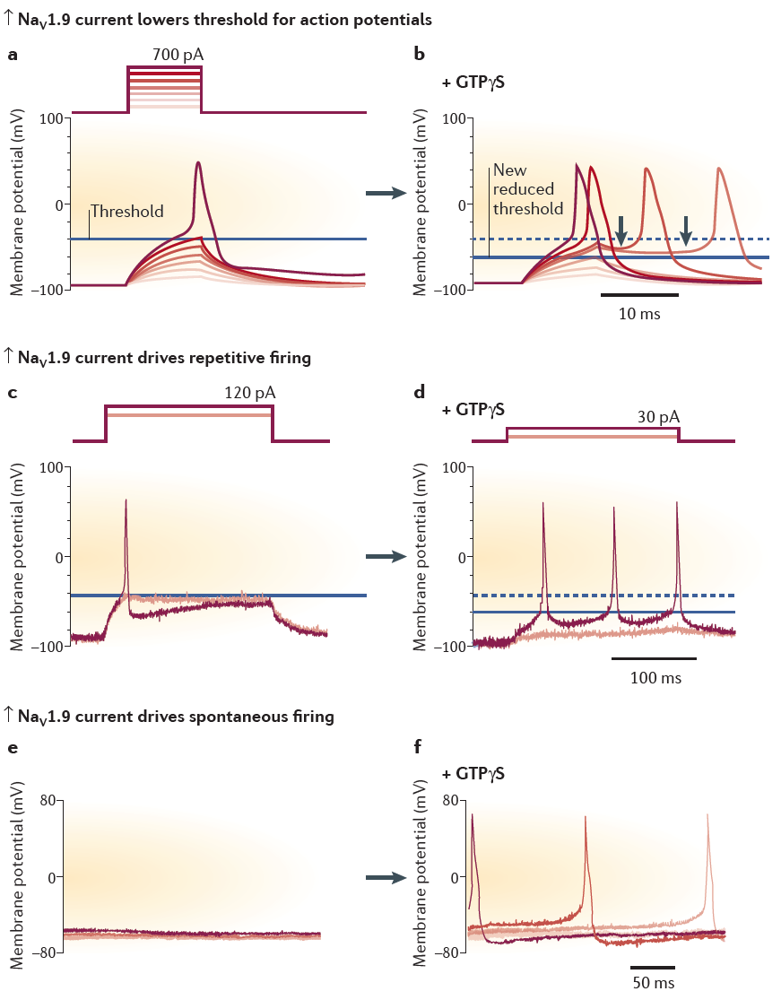 ↑ NaV1.9 current lowers threshold for action potentials
a
700 pA
Membrane potential (mV)
100
0
–100
Threshold
b
+ GTPγS
Membrane potential (mV)
100
0
–100
New
reduced
threshold
10 ms
↑ NaV1.9 current drives repetitive firing
c
120 pA
Membrane potential (mV)
100
0
–100
d
+ GTPγS
30 pA
Membrane potential (mV)
100
0
–100
100 ms
↑ NaV1.9 current drives spontaneous firing
e
Membrane potential (mV)
80
0
–80
f
+ GTPγS
Membrane potential (mV)
80
0
–80
50 ms